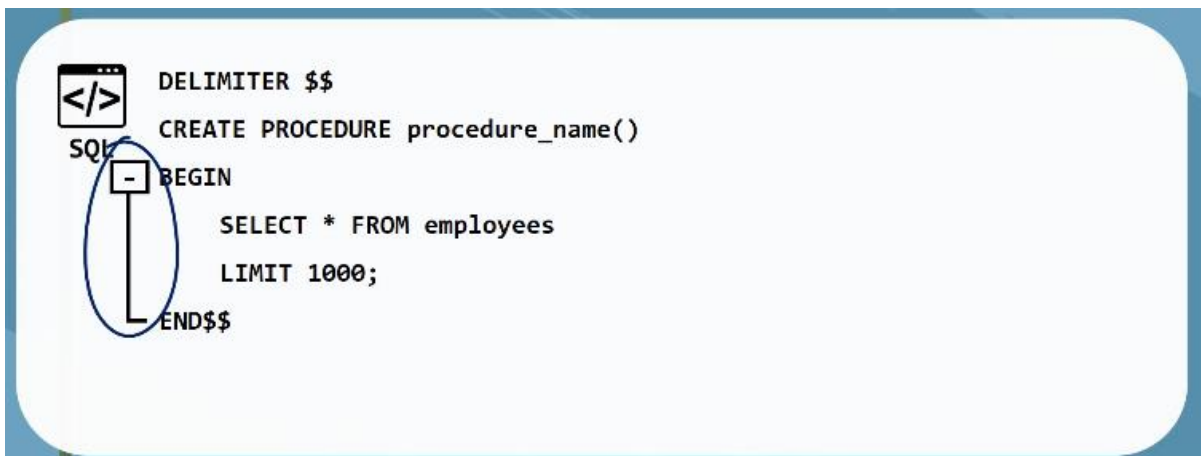 </>
SQL
DELIMITER $$
CREATE PROCEDURE procedure_name()
BEGIN
SELECT * FROM employees
LIMIT 1000;
END$$